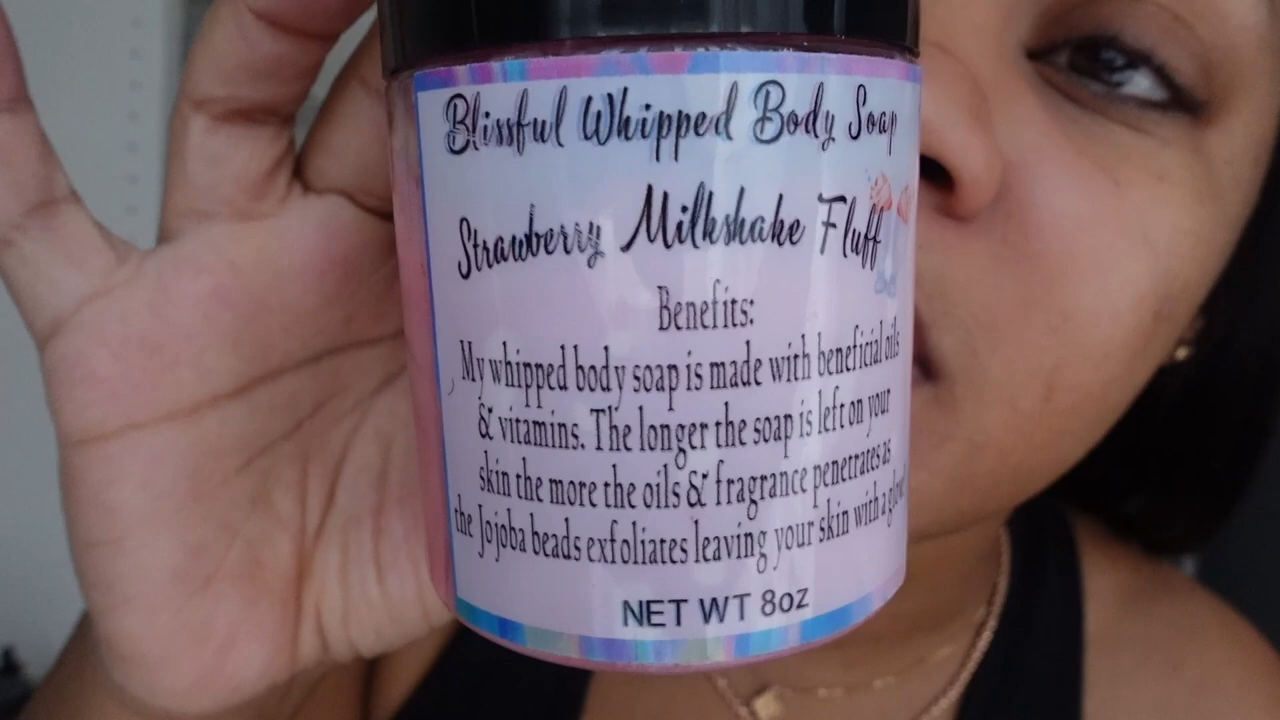 Blissful Whipped Body Soap
Strawberry Milkshake Fluff
Benefits:
My whipped body soap is made with beneficial oils
& vitamins. The longer the soap is left on your
skin the more the oils & fragrance penetrates as
the Jojoba beads exfoliates leaving your skin with a glow!
NET WT 8oz